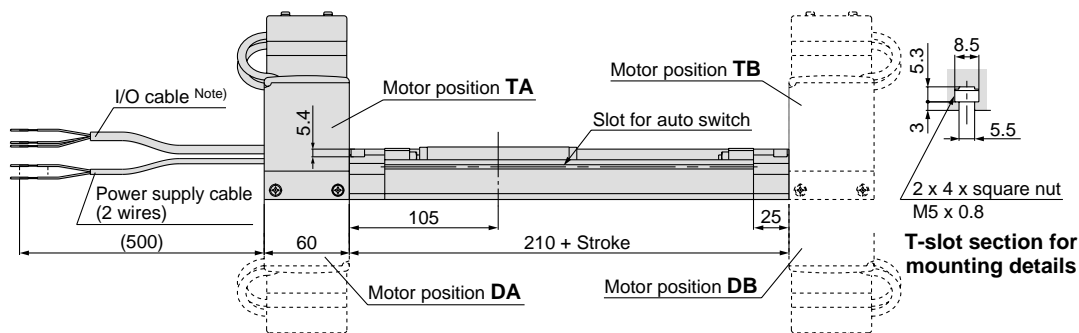 Motor position TA
Motor position TB
8.5
5.3
I/O cable Note)
5.4
Slot for auto switch
3
5.5
Power supply cable
(2 wires)
2 x 4 x square nut
M5 x 0.8
105
25
(500)
60
210 + Stroke
T-slot section for
mounting details
Motor position DA
Motor position DB